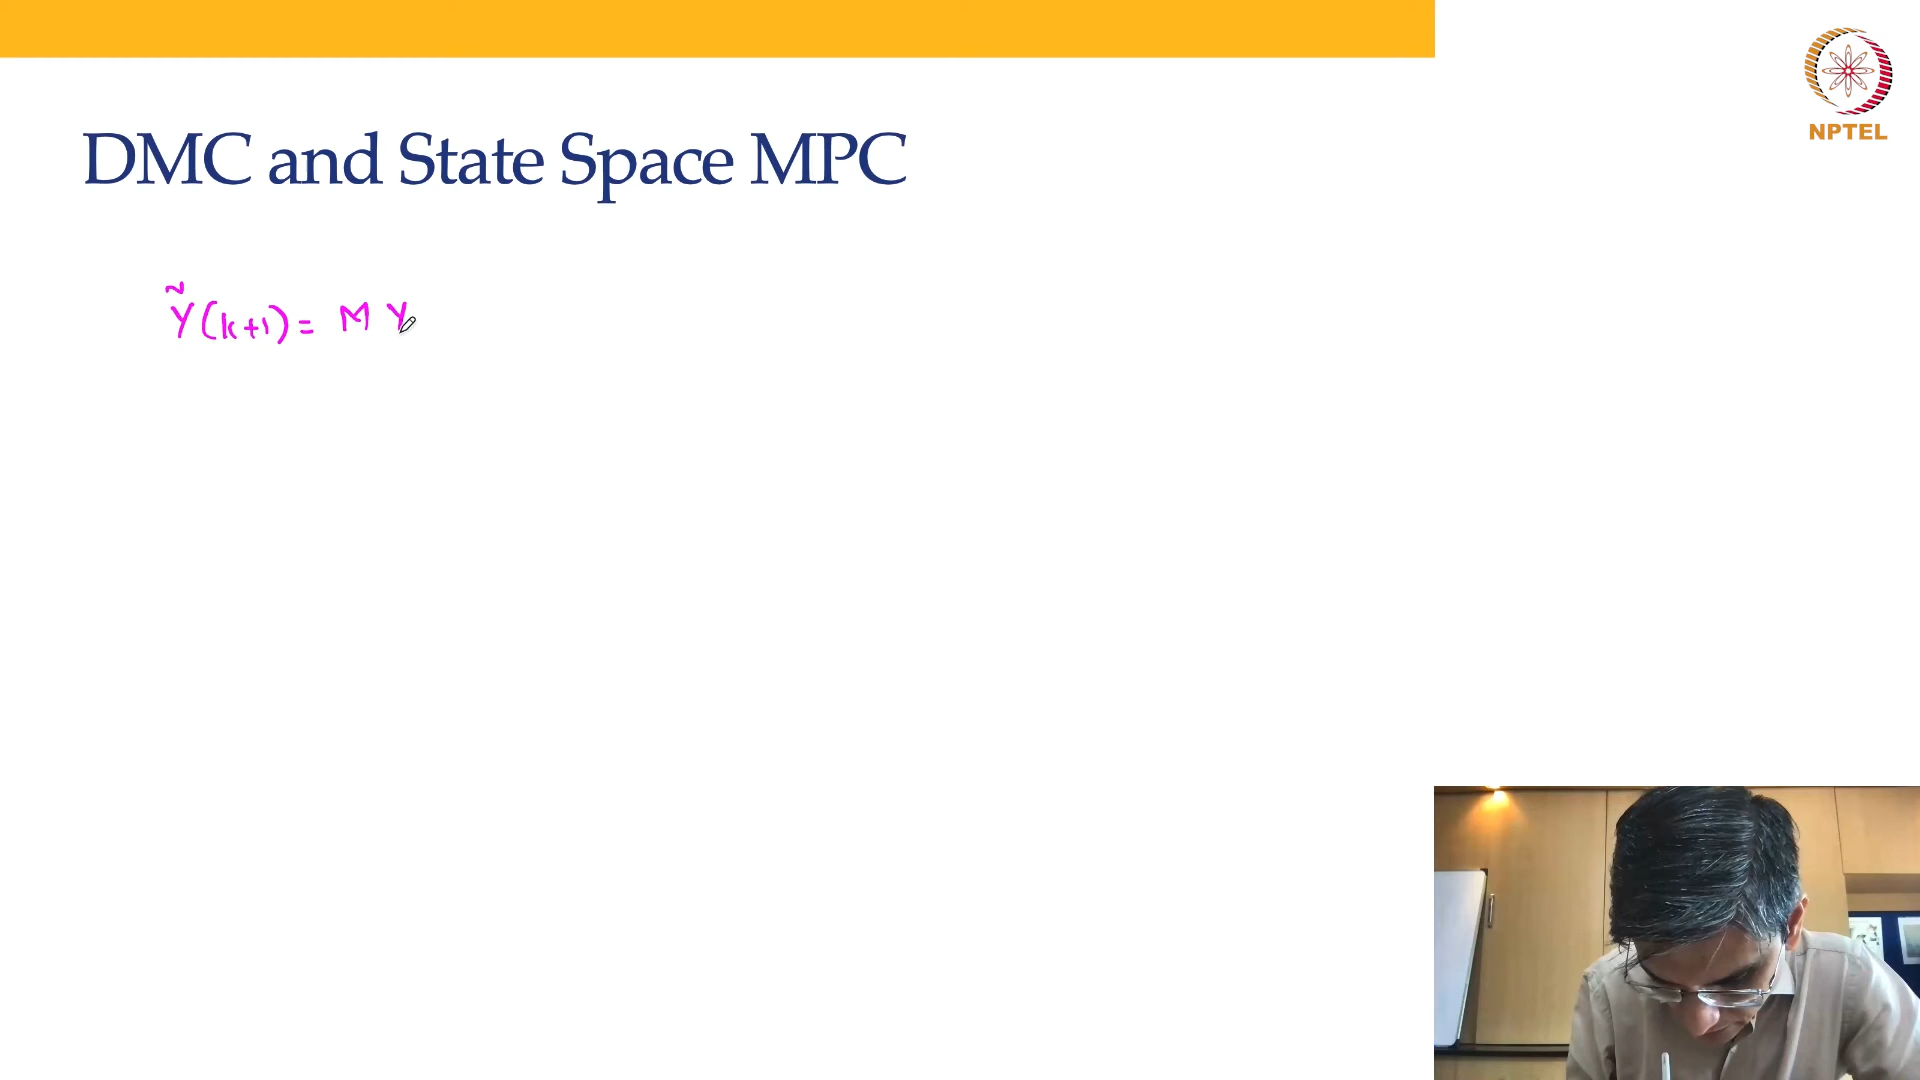 NPTEL
DMC and State Space MPC
Ỹ(k+1) = M Y